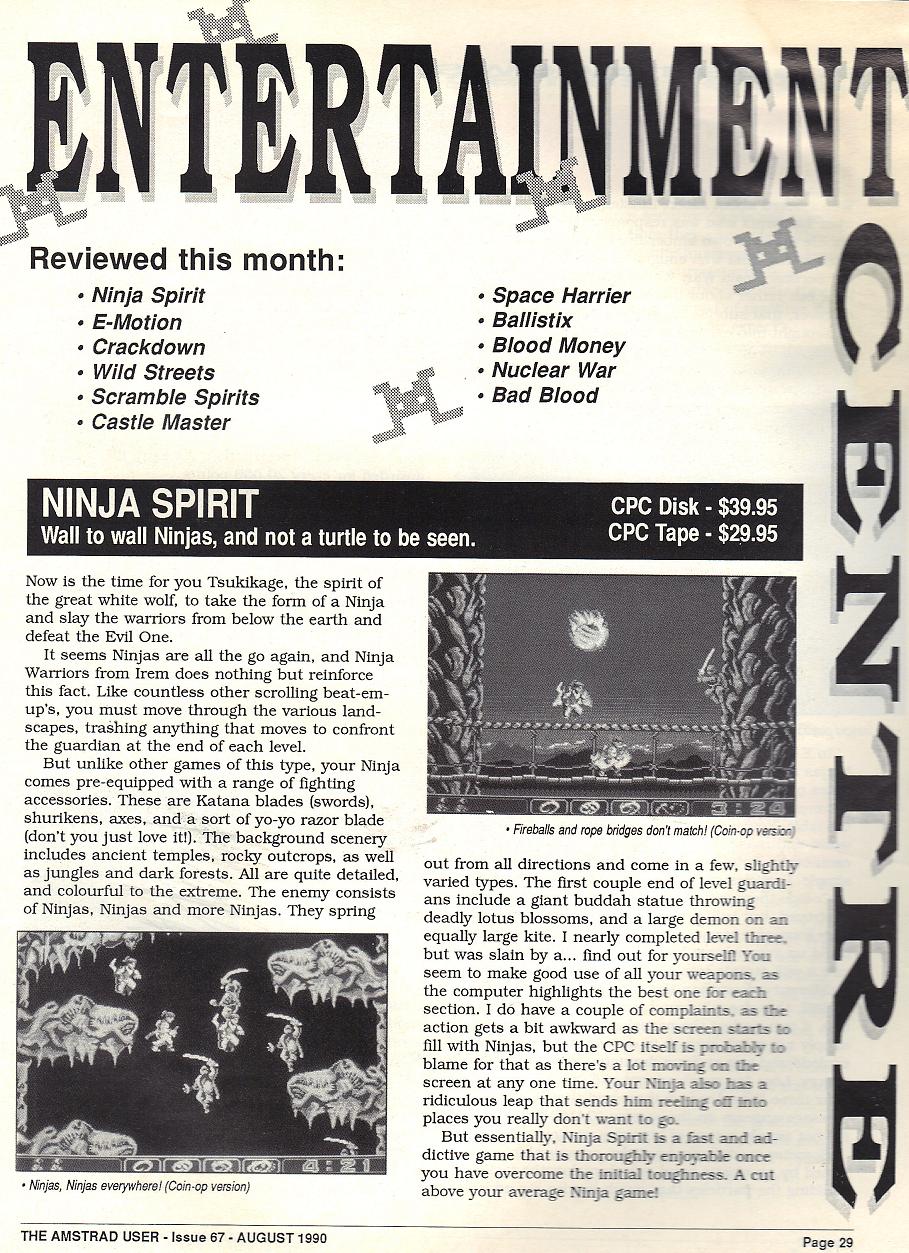 ENTERTAINMENT
CENTRE
Reviewed this month:
• Ninja Spirit
• E-Motion
• Crackdown
• Wild Streets
• Scramble Spirits
• Castle Master
• Space Harrier
• Ballistix
• Blood Money
• Nuclear War
• Bad Blood
NINJA SPIRIT
Wall to wall Ninjas, and not a turtle to be seen.
CPC Disk - $39.95
CPC Tape - $29.95
Now is the time for you Tsukikage, the spirit of
the great white wolf, to take the form of a Ninja
and slay the warriors from below the earth and
defeat the Evil One.
It seems Ninjas are all the go again, and Ninja
Warriors from Irem does nothing but reinforce
this fact. Like countless other scrolling beat-em-
up's, you must move through the various land-
scapes, trashing anything that moves to confront
the guardian at the end of each level.
But unlike other games of this type, your Ninja
comes pre-equipped with a range of fighting
accessories. These are Katana blades (swords),
shurikens, axes, and a sort of yo-yo razor blade
(don't you just love it!). The background scenery
includes ancient temples, rocky outcrops, as well
as jungles and dark forests. All are quite detailed,
and colourful to the extreme. The enemy consists
of Ninjas, Ninjas and more Ninjas. They spring
4:21
• Ninjas, Ninjas everywhere! (Coin-op version)
3:24
• Fireballs and rope bridges don't match! (Coin-op version)
out from all directions and come in a few, slightly
varied types. The first couple end of level guardi-
ans include a giant buddah statue throwing
deadly lotus blossoms, and a large demon on an
equally large kite. I nearly completed level three,
but was slain by a... find out for yourself! You
seem to make good use of all your weapons, as
the computer highlights the best one for each
section. I do have a couple of complaints, as the
action gets a bit awkward as the screen starts to
fill with Ninjas, but the CPC itself is probably to
blame for that as there's a lot moving on the
screen at any one time. Your Ninja also has a
ridiculous leap that sends him reeling off into
places you really don't want to go.
But essentially, Ninja Spirit is a fast and ad-
dictive game that is thoroughly enjoyable once
you have overcome the initial toughness. A cut
above your average Ninja game!
THE AMSTRAD USER - Issue 67 - AUGUST 1990
Page 29